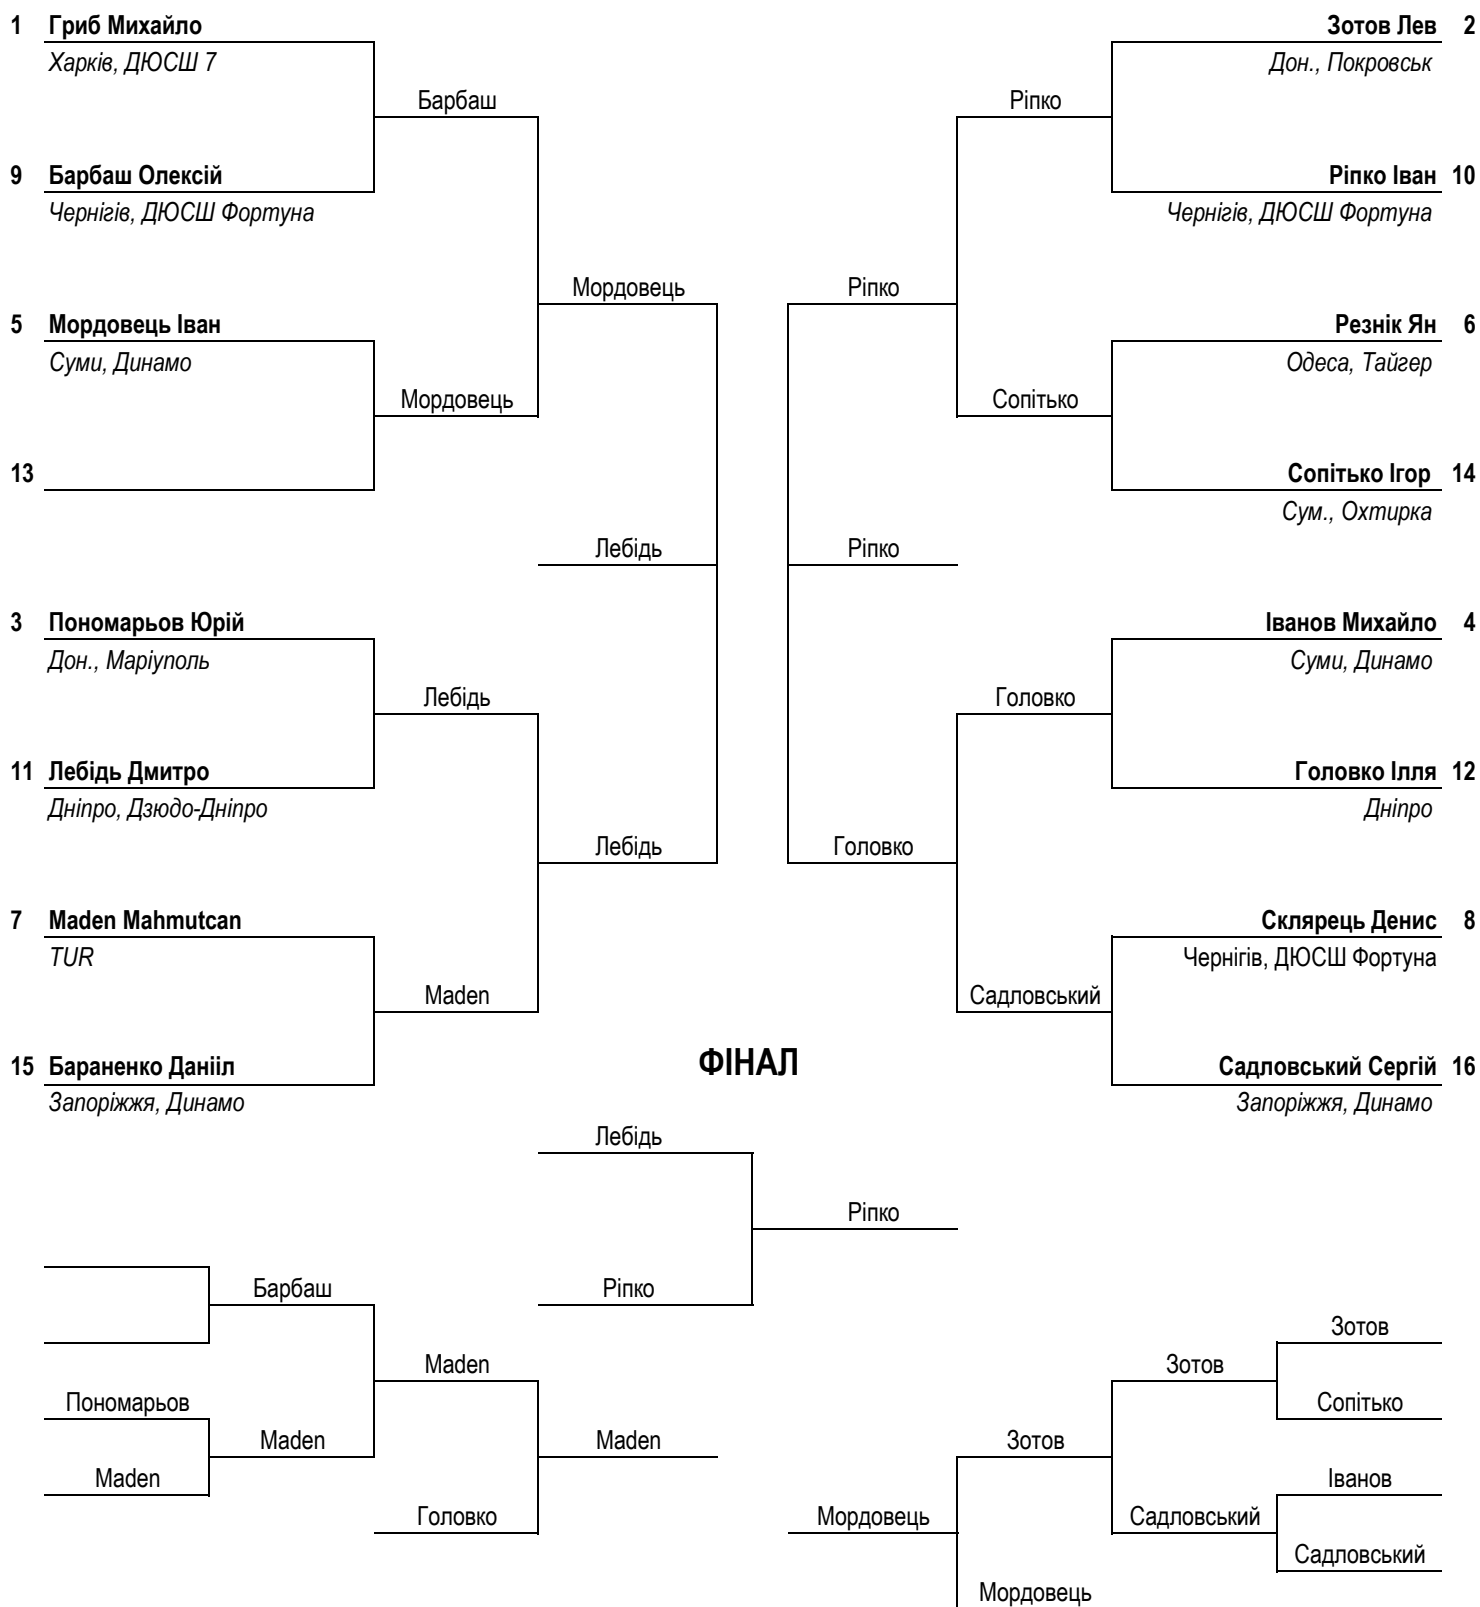 1 Гриб Михайло
Харків, ДЮСШ 7
Зотов Лев 2
Дон., Покровськ
Барбаш
Ріпко
9 Барбаш Олексій
Чернігів, ДЮСШ Фортуна
Ріпко Іван 10
Чернігів, ДЮСШ Фортуна
Мордовець
Ріпко
5 Мордовець Іван
Суми, Динамо
Резнік Ян 6
Одеса, Тайгер
Мордовець
Сопітько
13
Сопітько Ігор 14
Сум., Охтирка
Лебідь
Ріпко
3 Пономарьов Юрій
Дон., Маріуполь
Іванов Михайло 4
Суми, Динамо
Лебідь
Головко
11 Лебідь Дмитро
Дніпро, Дзюдо-Дніпро
Головко Ілля 12
Дніпро
Лебідь
Головко
7 Maden Mahmutcan
TUR
Склярець Денис 8
Чернігів, ДЮСШ Фортуна
Maden
Садловський
15 Бараненко Данііл
Запоріжжя, Динамо
ФІНАЛ
Садловський Сергій 16
Запоріжжя, Динамо
Лебідь
Ріпко
Барбаш
Ріпко
Зотов
Maden
Зотов
Пономарьов
Сопітько
Maden
Maden
Зотов
Maden
Іванов
Головко
Мордовець
Садловський
Садловський
Мордовець